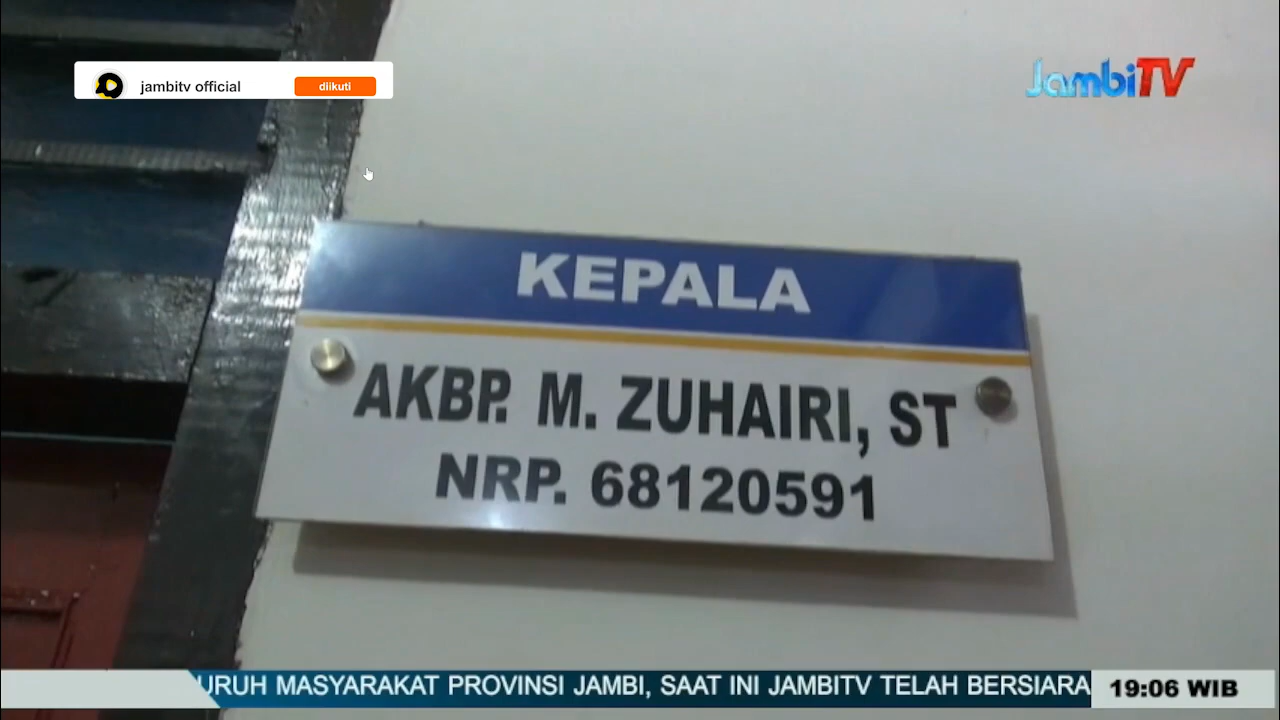 jambitv official
diikuti
JambiTV
KEPALA
AKBP. M. ZUHAIRI, ST
NRP. 68120591
URUH MASYARAKAT PROVINSI JAMBI, SAAT INI JAMBITV TELAH BERSIARA
19:06 WIB